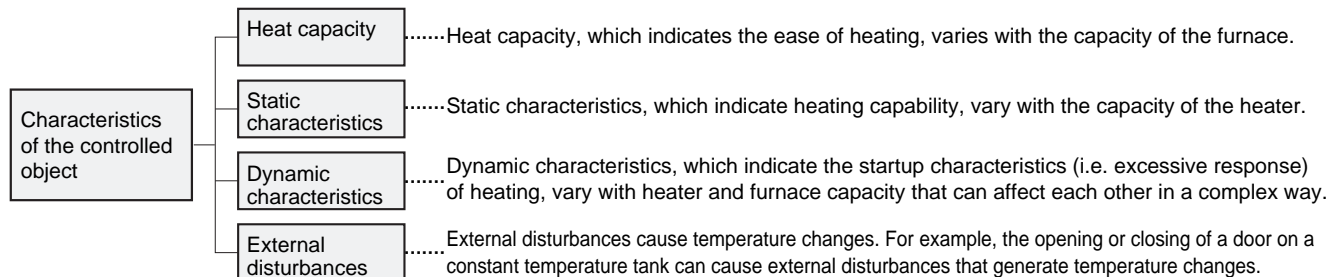 Heat capacity
Heat capacity, which indicates the ease of heating, varies with the capacity of the furnace.
Characteristics
of the controlled
object
Static
characteristics
Static characteristics, which indicate heating capability, vary with the capacity of the heater.
Dynamic
characteristics
Dynamic characteristics, which indicate the startup characteristics (i.e. excessive response)
of heating, vary with heater and furnace capacity that can affect each other in a complex way.
External
disturbances
External disturbances cause temperature changes. For example, the opening or closing of a door on a
constant temperature tank can cause external disturbances that generate temperature changes.